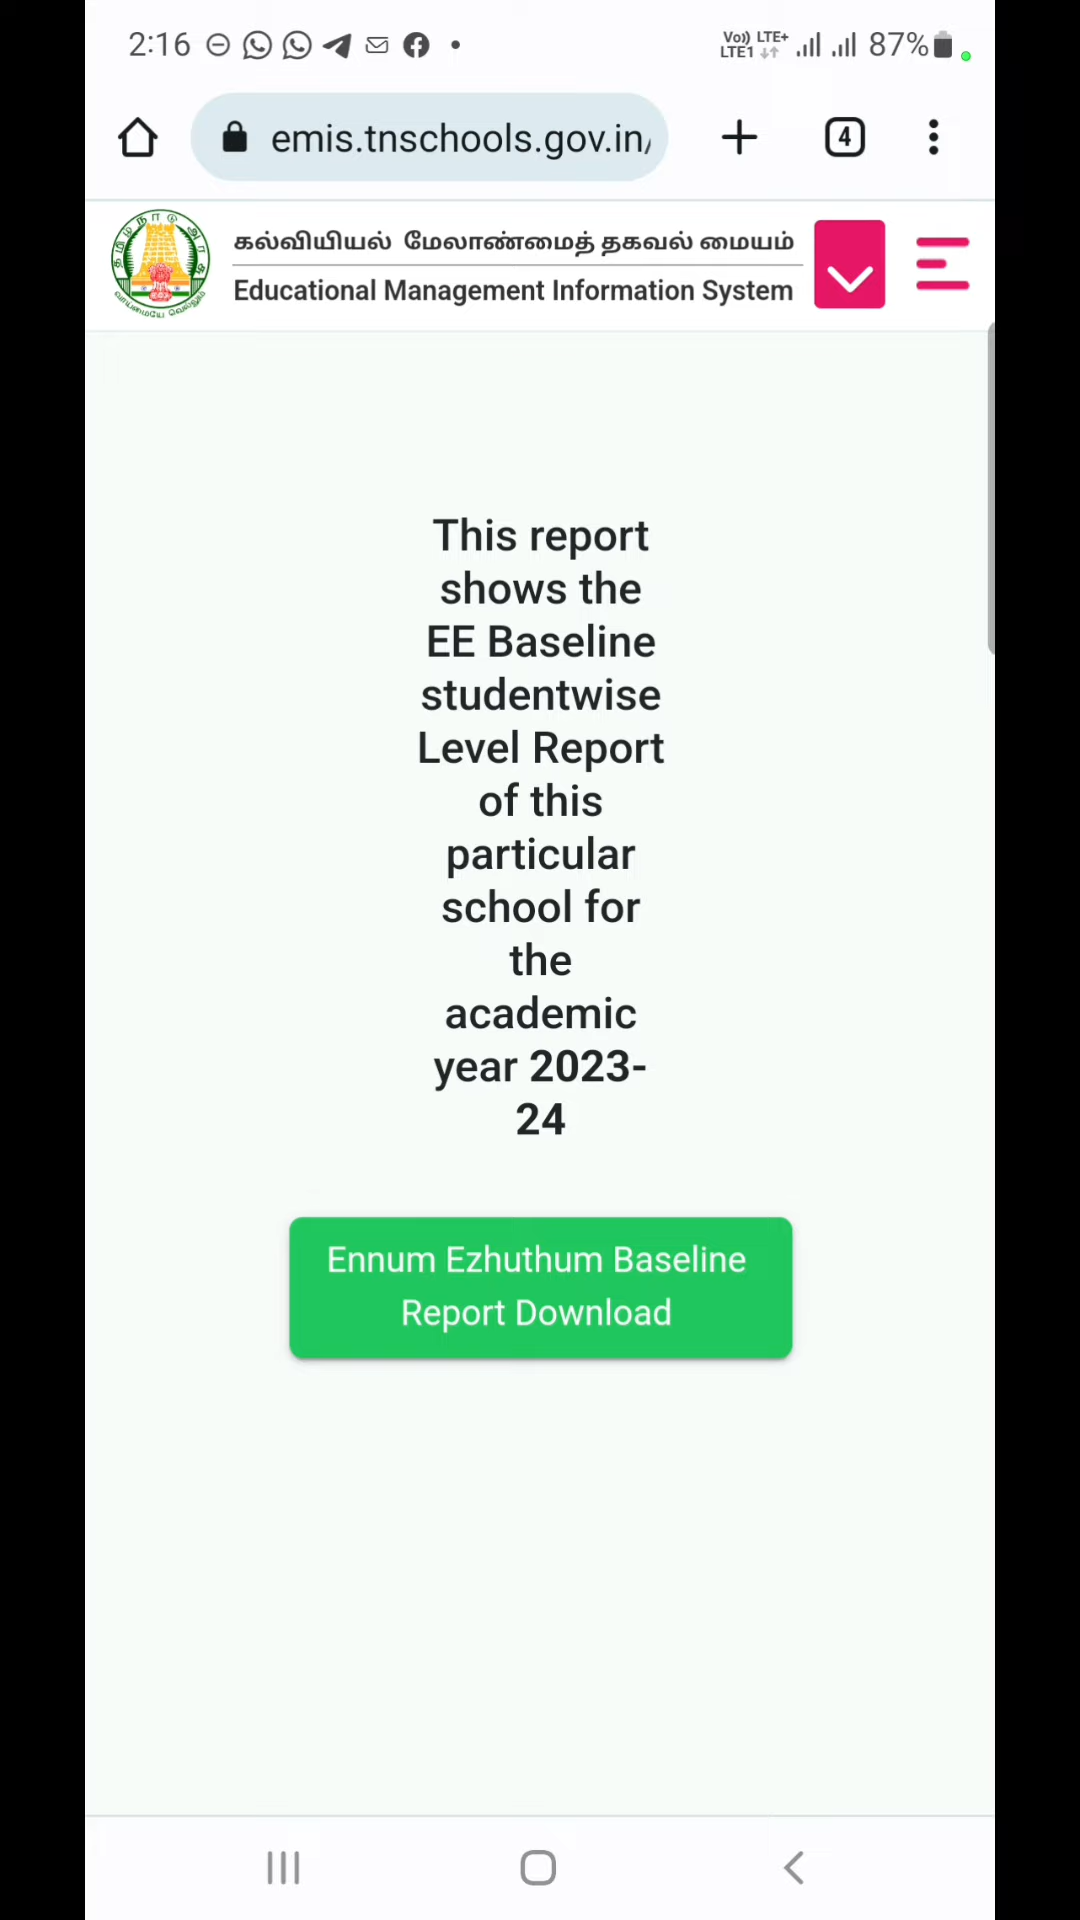 2:16
Vo)) LTE+
LTE1
87%
emis.tnschools.gov.in/
4
தமிழ்நாடு அரசு
வாய்மையே வெல்லும்
கல்வியியல் மேலாண்மைத் தகவல் மையம்
Educational Management Information System
This report
shows the
EE Baseline
studentwise
Level Report
of this
particular
school for
the
academic
year 2023-
24
Ennum Ezhuthum Baseline
Report Download